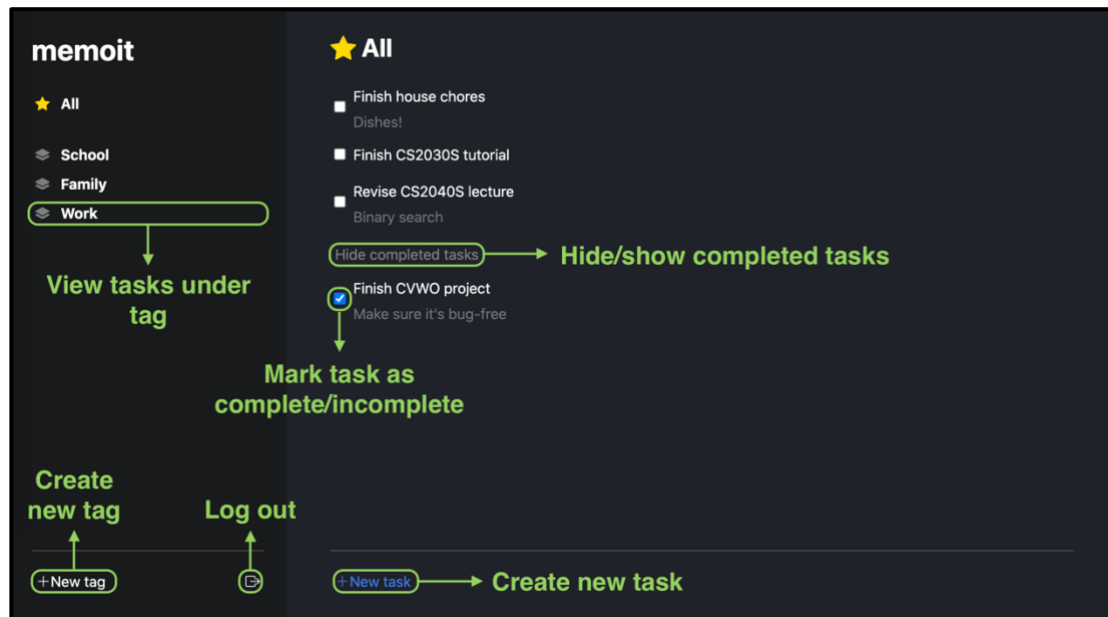 memoit
All
School
Family
Work
View tasks under
tag
Create
new tag
Log out
+New tag
All
Finish house chores
Dishes!
Finish CS2030S tutorial
Revise CS2040S lecture
Binary search
Hide completed tasks
Hide/show completed tasks
Finish CVWO project
Make sure it's bug-free
Mark task as
complete/incomplete
+New task
Create new task